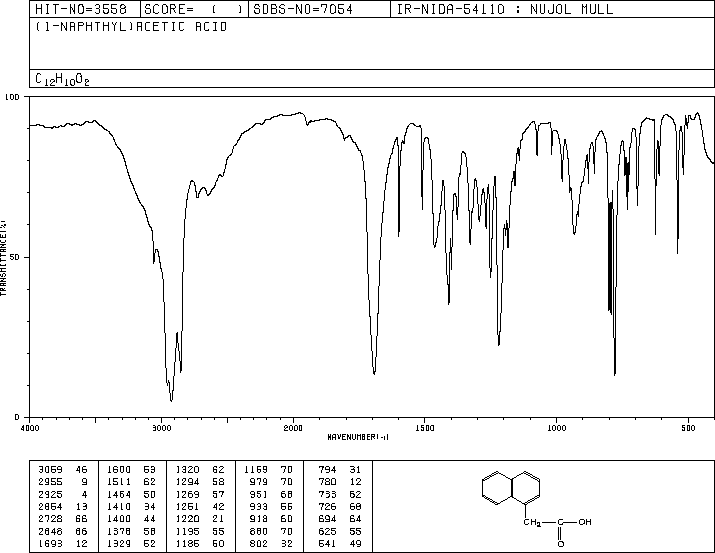 HIT-NO=3558 SCORE= ( ) SDBS-NO=7054 IR-NIDA-54110 : NUJOL MULL
(1-NAPHTHYL)ACETIC ACID
C12H10O2
100
50
0
TRANSMITTANCE(%)
4000 3000 2000 1500 1000 500
WAVENUMBER(-1)
3059 46 1600 53 1320 62 1169 70 794 31
2955 9 1511 62 1294 58 979 70 780 12
2925 4 1464 50 1269 57 951 68 733 62
2854 13 1410 34 1251 42 933 55 726 68
2728 66 1400 44 1220 21 918 60 694 64
2646 66 1378 58 1195 55 880 70 625 55
1693 12 1329 52 1185 50 802 32 541 49
CH2 C OH
O